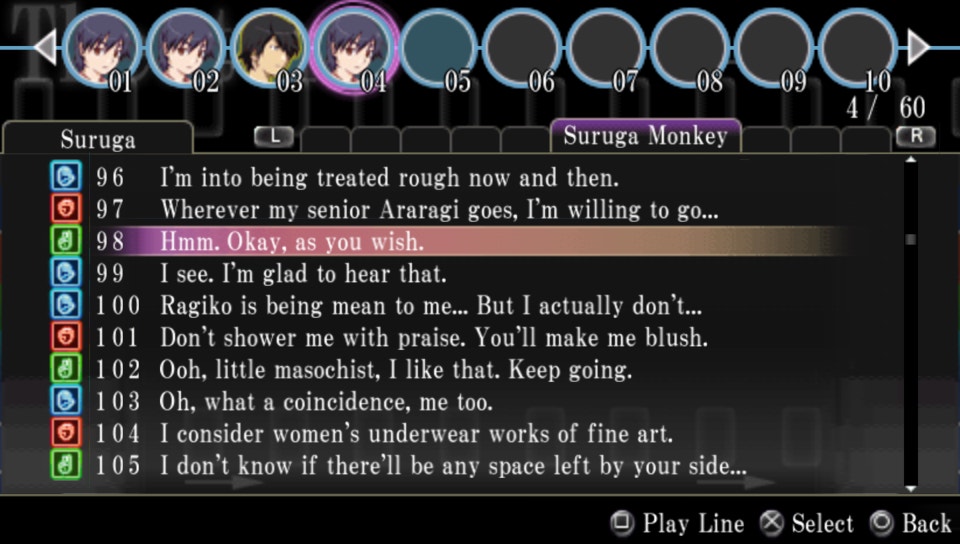 01 02 03 04 05 06 07 08 09 10
4 / 60
Suruga L Suruga Monkey R
96 I'm into being treated rough now and then.
97 Wherever my senior Araragi goes, I'm willing to go...
98 Hmm. Okay, as you wish.
99 I see. I'm glad to hear that.
100 Ragiko is being mean to me... But I actually don't...
101 Don't shower me with praise. You'll make me blush.
102 Ooh, little masochist, I like that. Keep going.
103 Oh, what a coincidence, me too.
104 I consider women's underwear works of fine art.
105 I don't know if there'll be any space left by your side...
Play Line Select Back